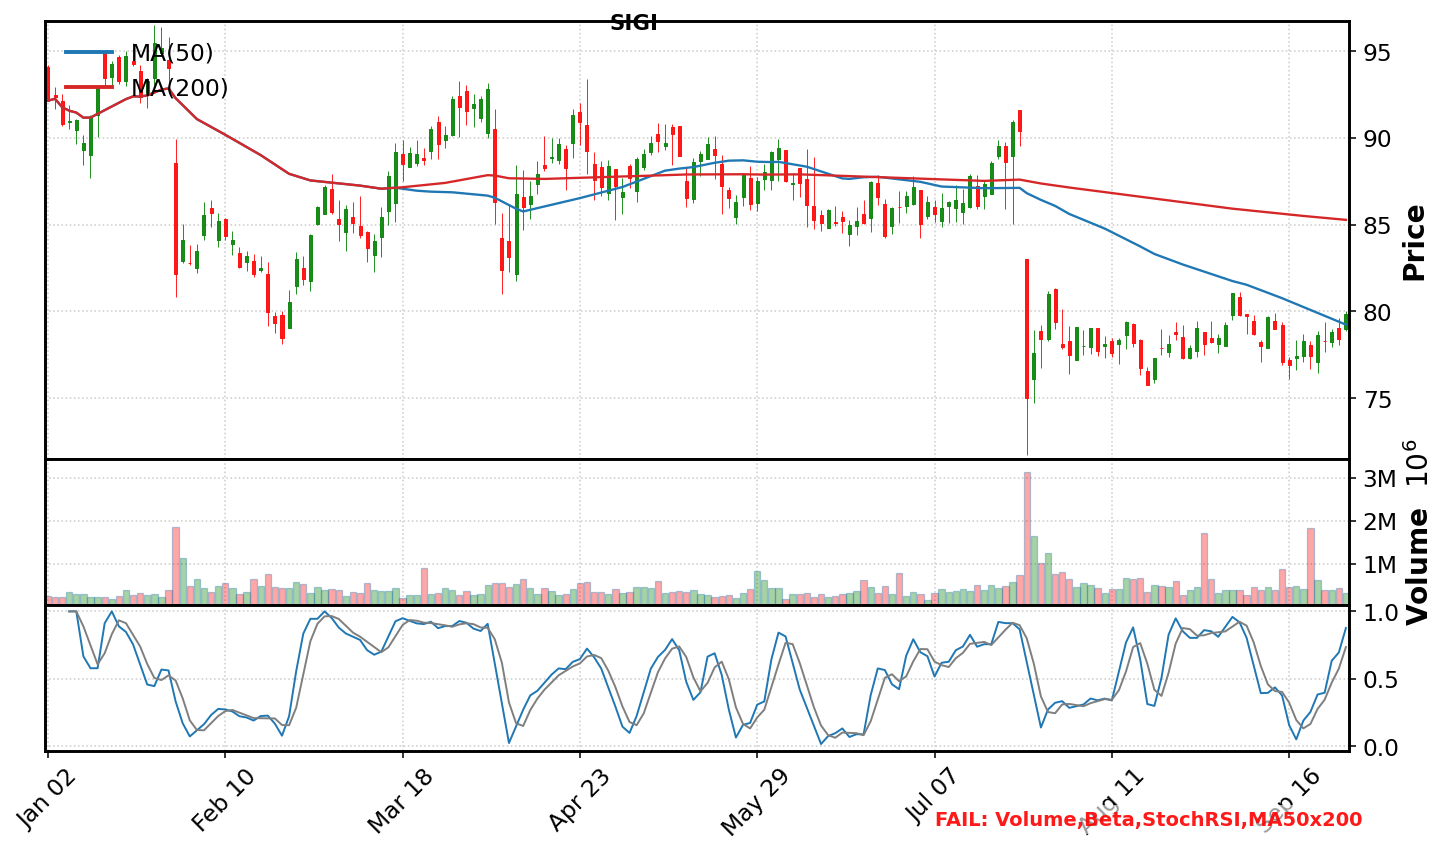 SIGI
MA(50)
MA(200)
95
90
85
80
75
Price
3M
2M
1M
Volume 10^6
1.0
0.5
0.0
Jan 02
Feb 10
Mar 18
Apr 23
May 29
Jul 07
Aug 11
Sep 16
FAIL: Volume,Beta,StochRSI,MA50x200